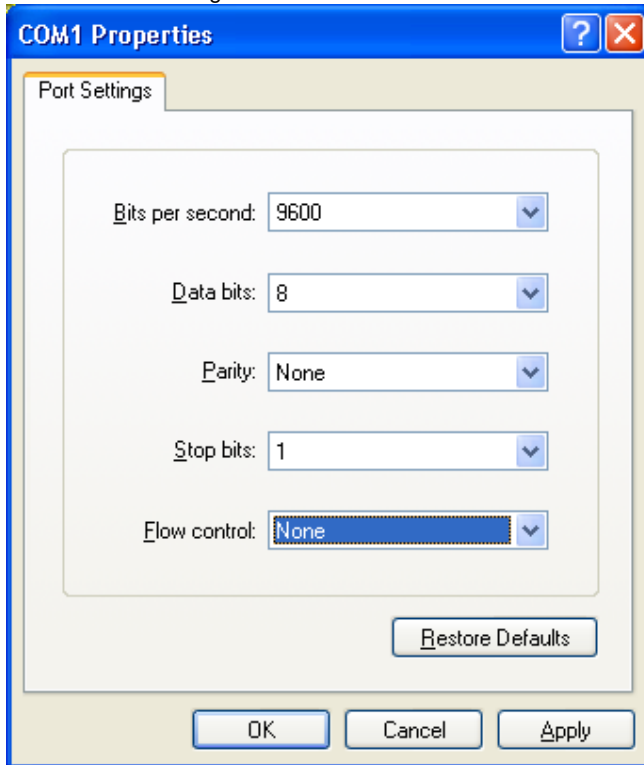 COM1 Properties
Port Settings
Bits per second: 9600
Data bits: 8
Parity: None
Stop bits: 1
Flow control: None
Restore Defaults
OK Cancel Apply